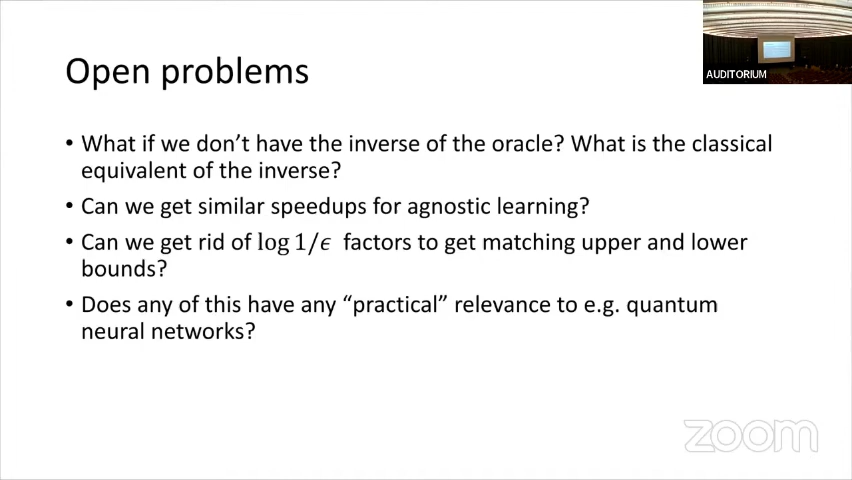 AUDITORIUM
Open problems
• What if we don't have the inverse of the oracle? What is the classical
equivalent of the inverse?
• Can we get similar speedups for agnostic learning?
• Can we get rid of log 1/ϵ factors to get matching upper and lower
bounds?
• Does any of this have any “practical” relevance to e.g. quantum
neural networks?
zoom